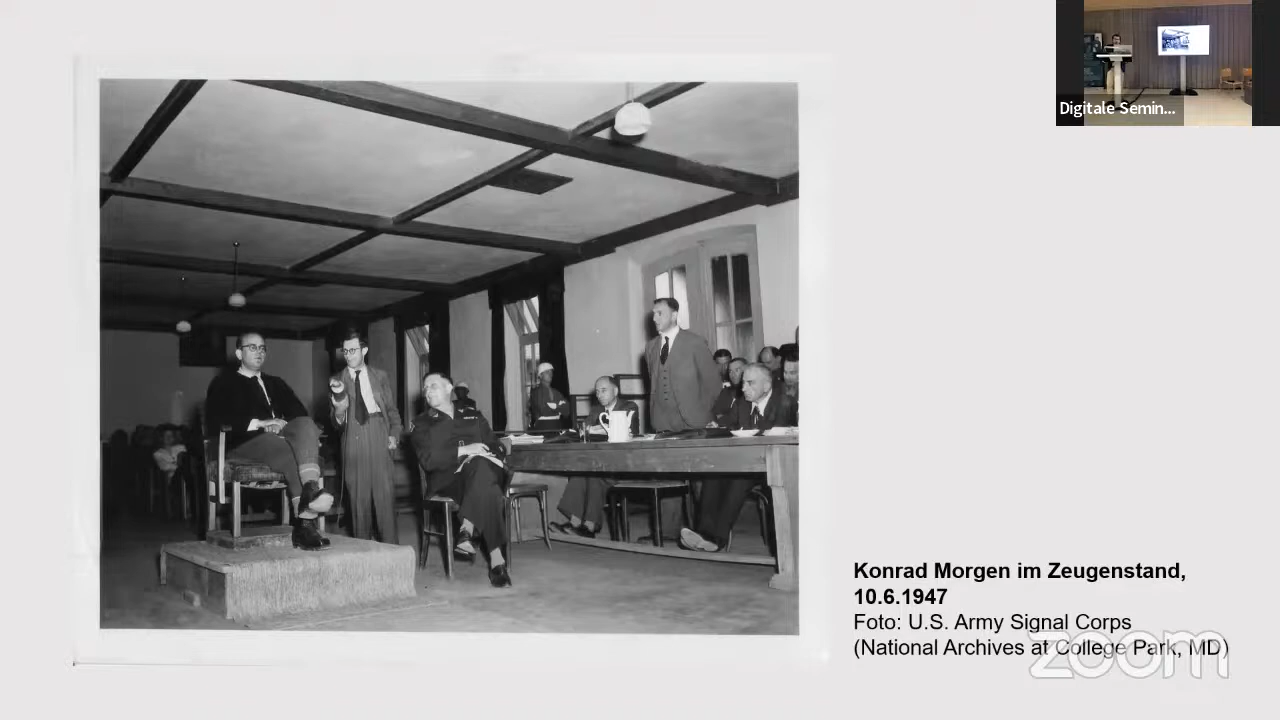 Digitale Semin...
Konrad Morgen im Zeugenstand,
10.6.1947
Foto: U.S. Army Signal Corps
(National Archives at College Park, MD)
zoom